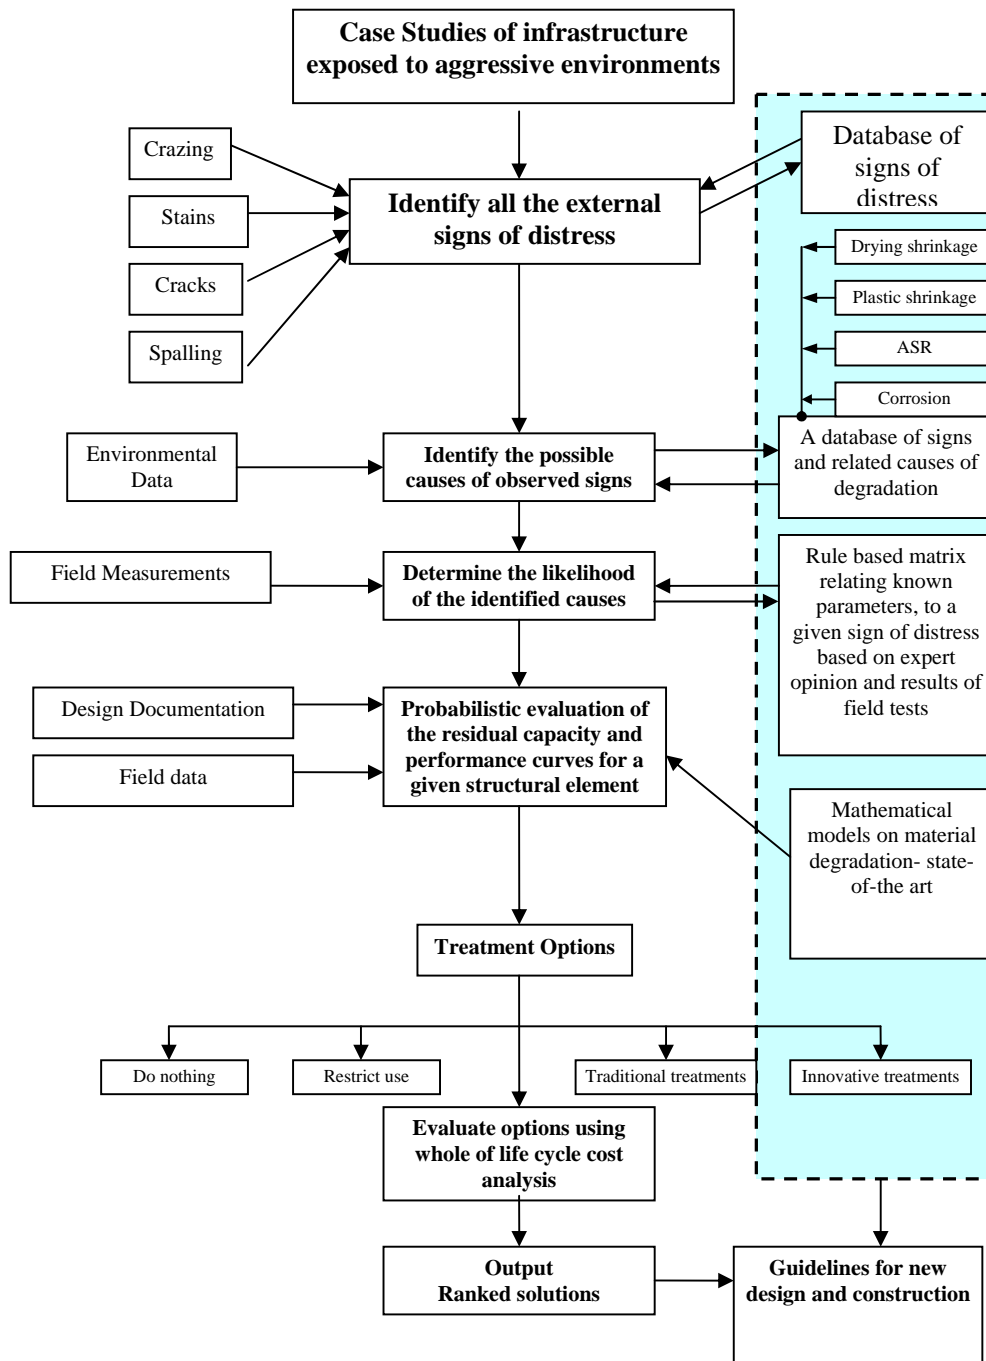 Case Studies of infrastructure
exposed to aggressive environments
Crazing
Stains
Cracks
Spalling
Identify all the external
signs of distress
Database of
signs of
distress
Drying shrinkage
Plastic shrinkage
ASR
Corrosion
Environmental
Data
Identify the possible
causes of observed signs
A database of signs
and related causes of
degradation
Field Measurements
Determine the likelihood
of the identified causes
Rule based matrix
relating known
parameters, to a
given sign of distress
based on expert
opinion and results of
field tests
Design Documentation
Field data
Probabilistic evaluation of
the residual capacity and
performance curves for a
given structural element
Mathematical
models on material
degradation- state-
of-the art
Treatment Options
Do nothing
Restrict use
Traditional treatments
Innovative treatments
Evaluate options using
whole of life cycle cost
analysis
Output
Ranked solutions
Guidelines for new
design and construction